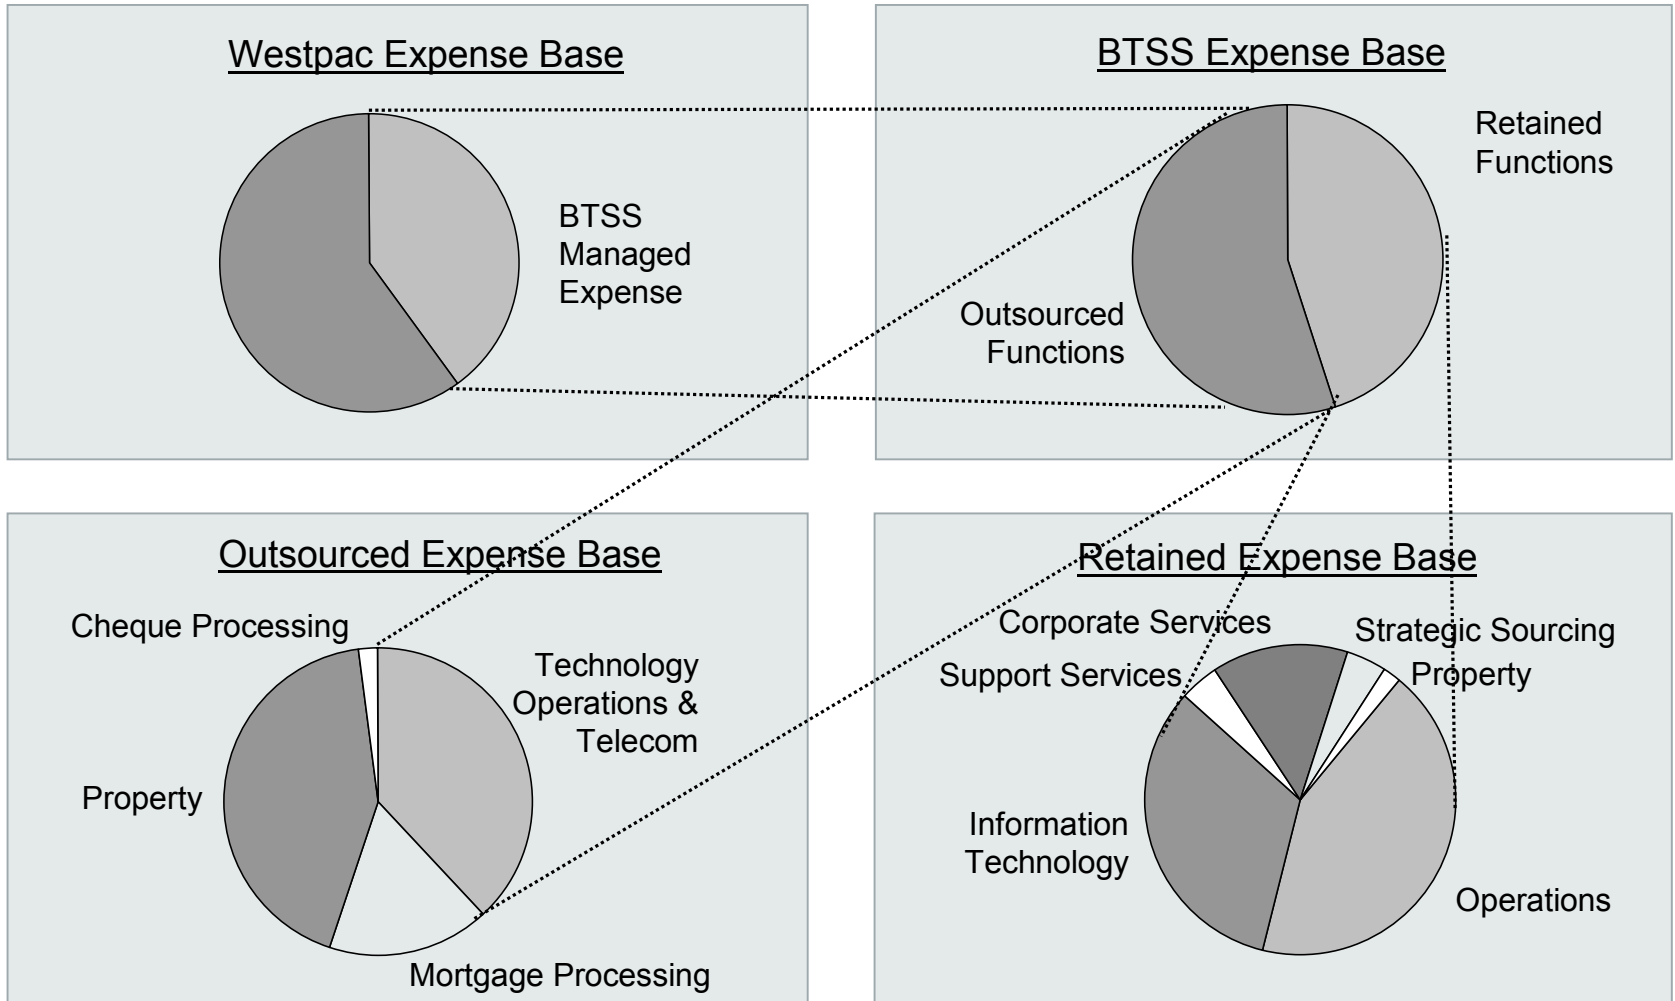 Westpac Expense Base
BTSS
Managed
Expense
BTSS Expense Base
Retained
Functions
Outsourced
Functions
Outsourced Expense Base
Cheque Processing
Technology
Operations &
Telecom
Property
Mortgage Processing
Retained Expense Base
Corporate Services
Strategic Sourcing
Support Services
Property
Information
Technology
Operations